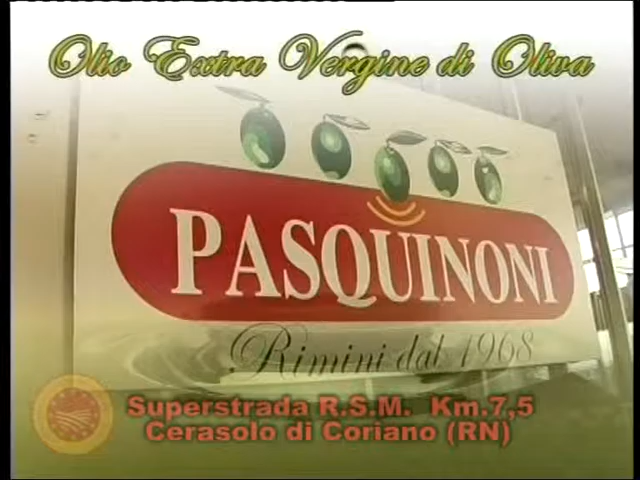 Olio Extra Vergine di Oliva
PASQUINONI
Rimini dal 1968
Superstrada R.S.M. Km.7,5
Cerasolo di Coriano (RN)